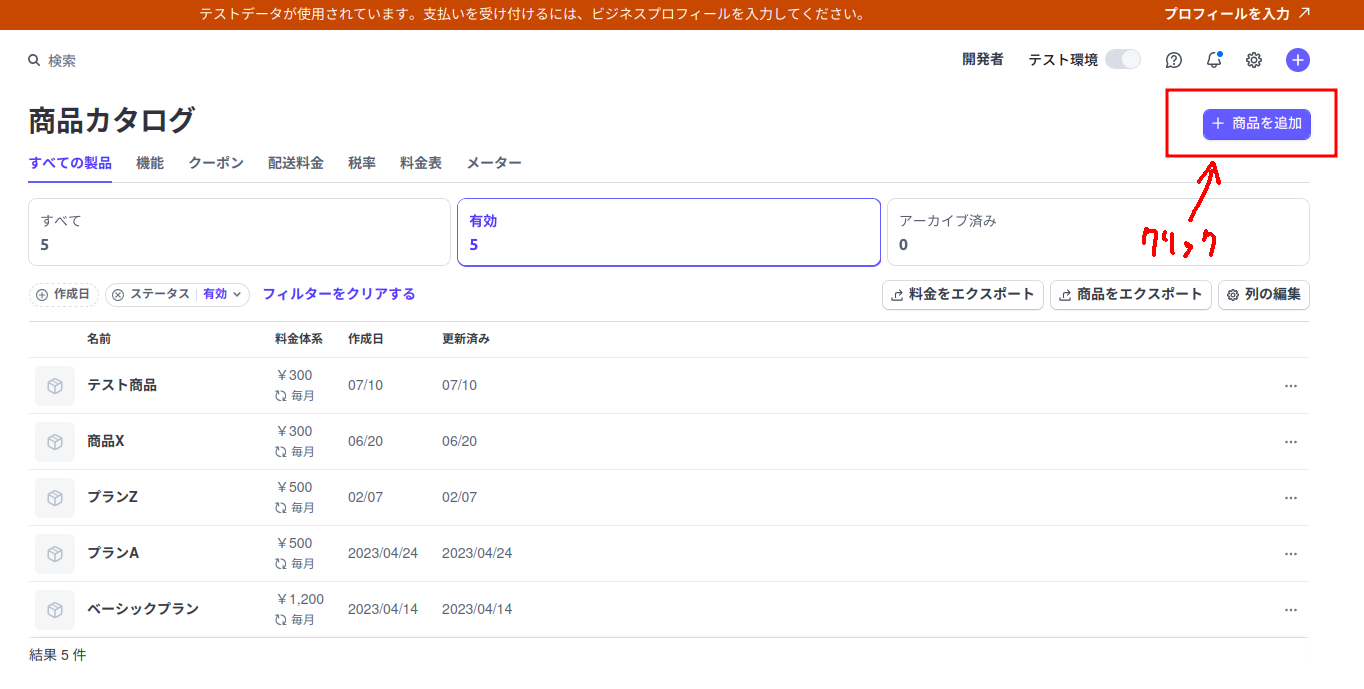 テストデータが使用されています。支払いを受け付けるには、ビジネスプロフィールを入力してください。 プロフィールを入力
検索 開発者 テスト環境
商品カタログ
+ 商品を追加
すべての製品 機能 クーポン 配送料金 税率 料金表 メーター
すべて 有効 アーカイブ済み
5 5 0
クリック
作成日 ステータス 有効 フィルターをクリアする 料金をエクスポート 商品をエクスポート 列の編集
名前 料金体系 作成日 更新済み
テスト商品 ￥300 毎月 07/10 07/10
商品X ￥300 毎月 06/20 06/20
プランZ ￥500 毎月 02/07 02/07
プランA ￥500 毎月 2023/04/24 2023/04/24
ベーシックプラン ￥1,200 毎月 2023/04/14 2023/04/14
結果 5 件